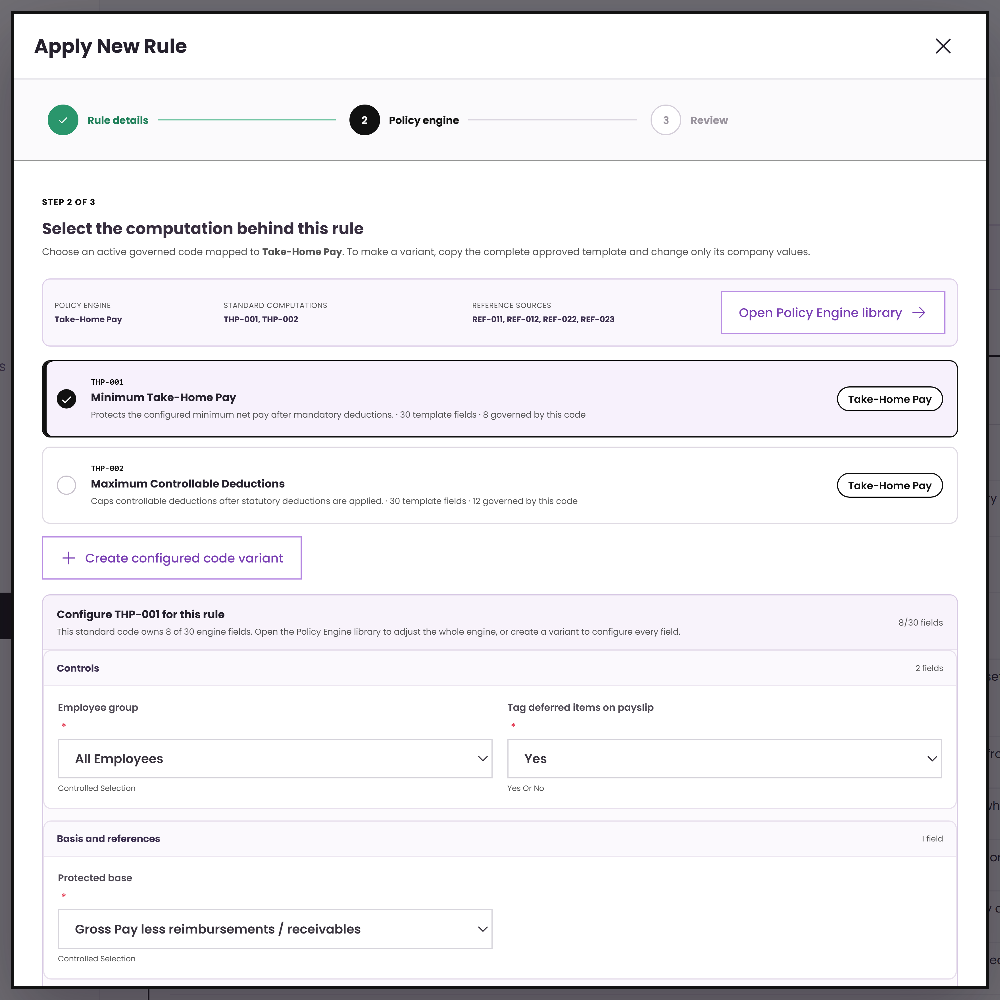 Apply New Rule
Rule details
2
Policy engine
3
Review
STEP 2 OF 3
Select the computation behind this rule
Choose an active governed code mapped to Take-Home Pay. To make a variant, copy the complete approved template and change only its company values.
POLICY ENGINE
Take-Home Pay
STANDARD COMPUTATIONS
THP-001, THP-002
REFERENCE SOURCES
REF-011, REF-012, REF-022, REF-023
Open Policy Engine library →
THP-001
Minimum Take-Home Pay
Protects the configured minimum net pay after mandatory deductions. · 30 template fields · 8 governed by this code
Take-Home Pay
THP-002
Maximum Controllable Deductions
Caps controllable deductions after statutory deductions are applied. · 30 template fields · 12 governed by this code
Take-Home Pay
+ Create configured code variant
Configure THP-001 for this rule
This standard code owns 8 of 30 engine fields. Open the Policy Engine library to adjust the whole engine, or create a variant to configure every field.
8/30 fields
Controls
2 fields
Employee group
*
All Employees
Controlled Selection
Tag deferred items on payslip
*
Yes
Yes Or No
Basis and references
1 field
Protected base
*
Gross Pay less reimbursements / receivables
Controlled Selection